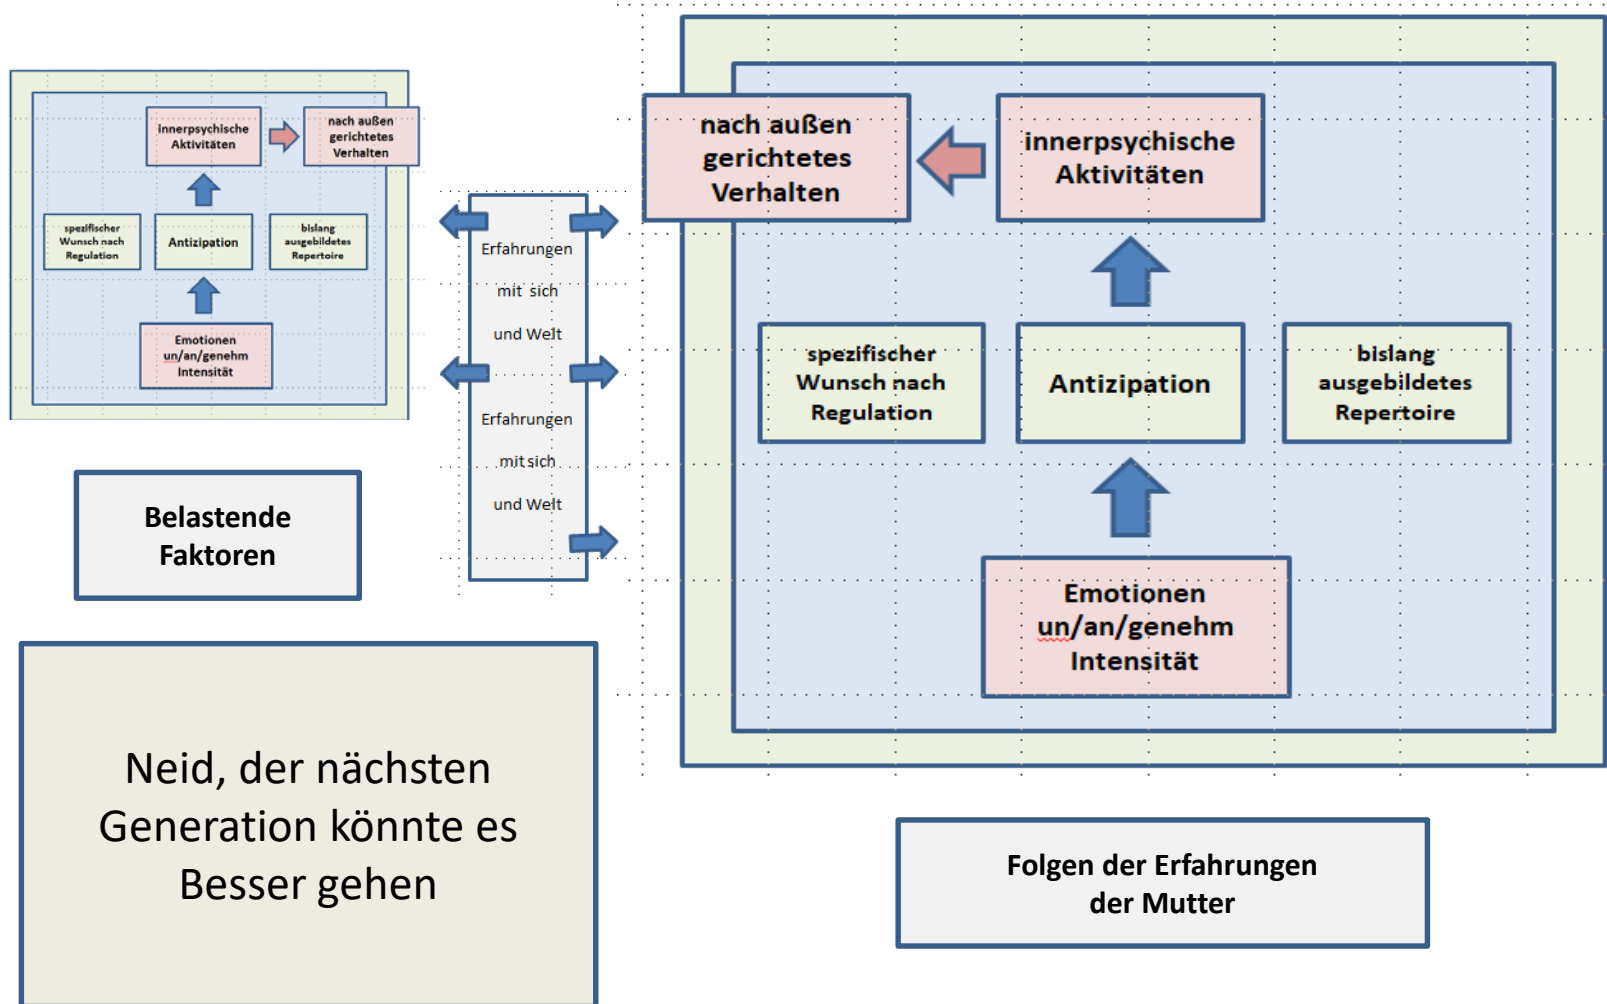 innerpsychische
Aktivitäten
nach außen
gerichtetes
Verhalten
spezifischer
Wunsch nach
Regulation
Antizipation
bislang
ausgebildetes
Repertoire
Emotionen
un/an/genehm
Intensität
Belastende
Faktoren
Neid, der nächsten
Generation könnte es
Besser gehen
Erfahrungen
mit sich
und Welt
Erfahrungen
mit sich
und Welt
nach außen
gerichtetes
Verhalten
innerpsychische
Aktivitäten
spezifischer
Wunsch nach
Regulation
Antizipation
bislang
ausgebildetes
Repertoire
Emotionen
un/an/genehm
Intensität
Folgen der Erfahrungen
der Mutter